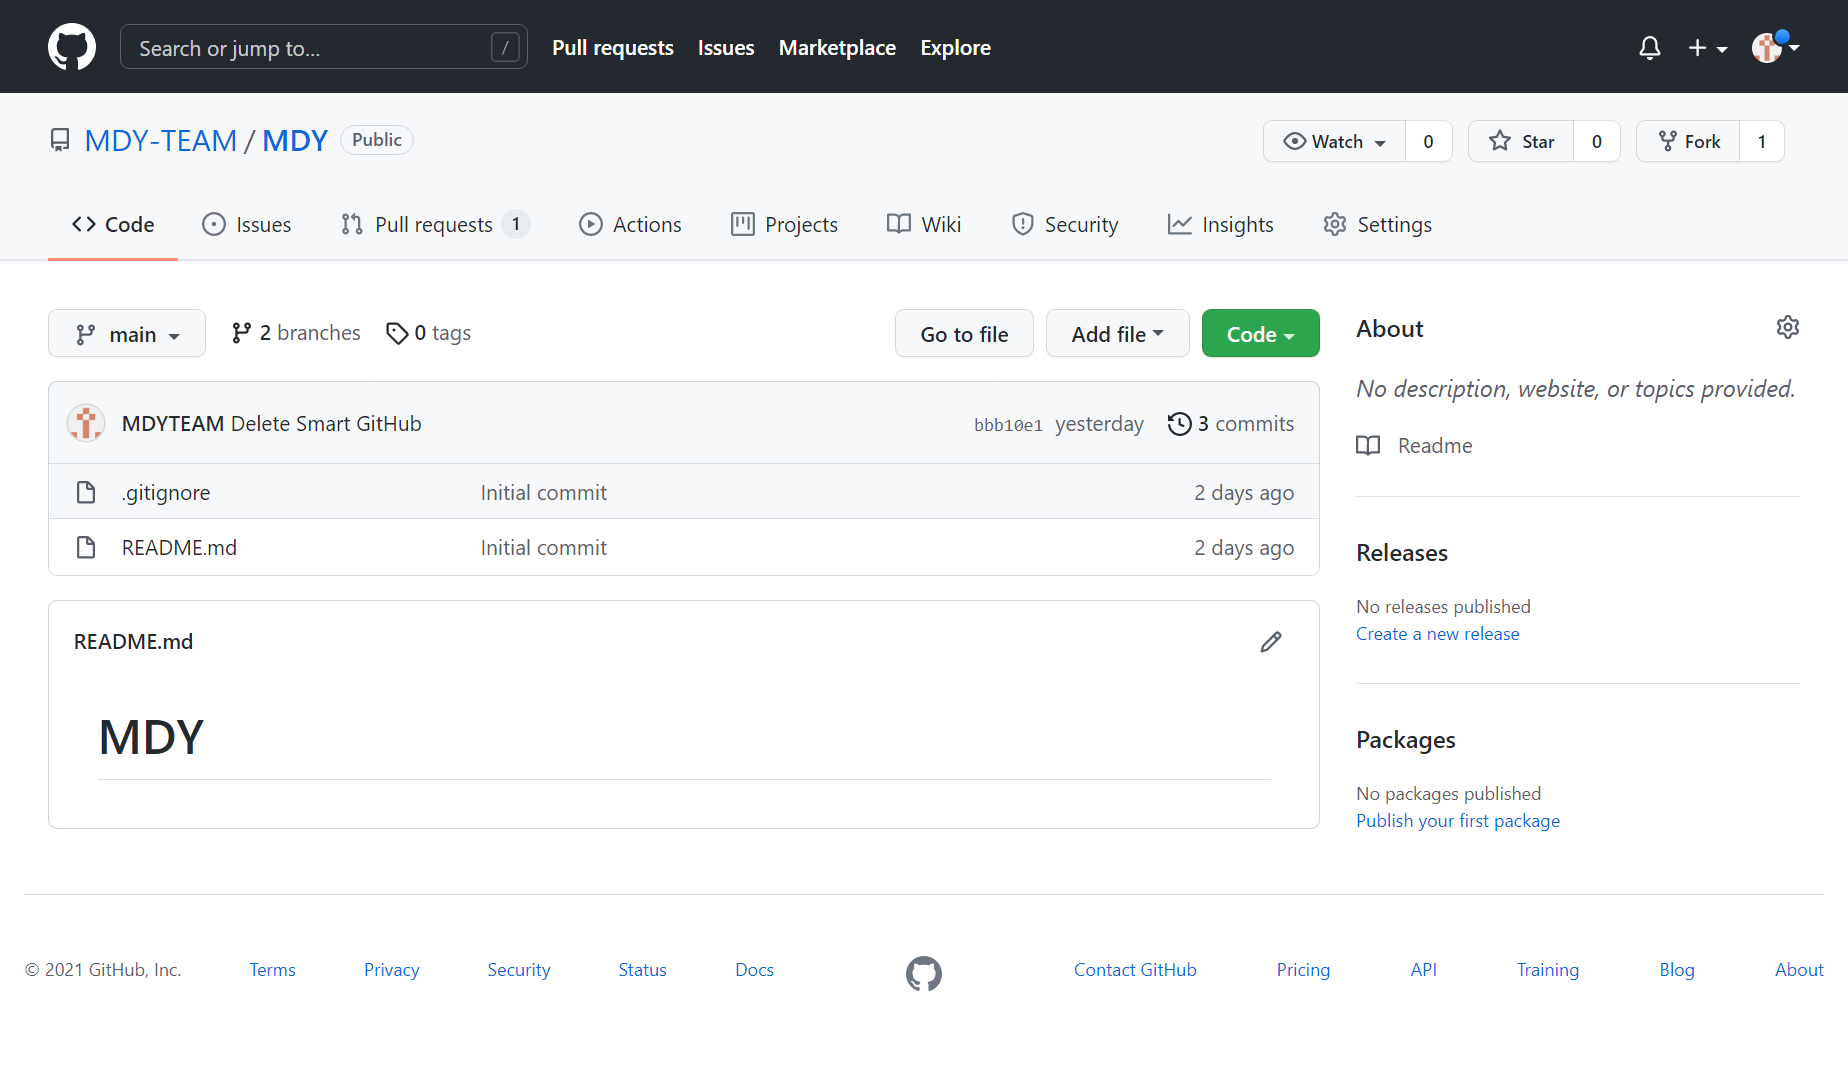 Search or jump to... /
Pull requests Issues Marketplace Explore
MDY-TEAM / MDY Public
Watch 0 Star 0 Fork 1
Code Issues Pull requests 1 Actions Projects Wiki Security Insights Settings
main 2 branches 0 tags Go to file Add file Code
MDYTEAM Delete Smart GitHub bbb10e1 yesterday 3 commits
.gitignore Initial commit 2 days ago
README.md Initial commit 2 days ago
README.md
MDY
About
No description, website, or topics provided.
Readme
Releases
No releases published
Create a new release
Packages
No packages published
Publish your first package
© 2021 GitHub, Inc. Terms Privacy Security Status Docs Contact GitHub Pricing API Training Blog About